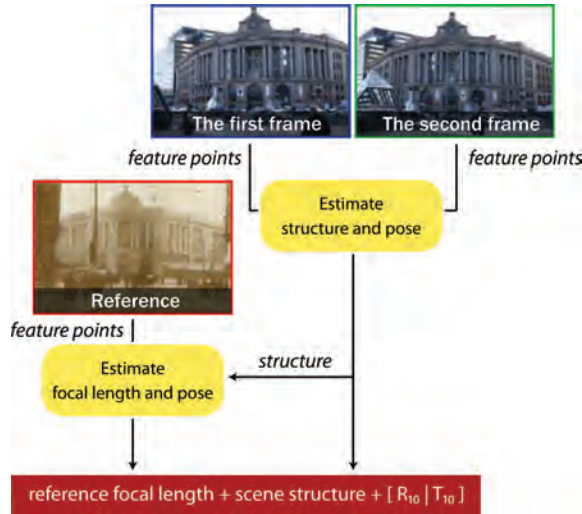 The first frame
The second frame
feature points
feature points
Estimate
structure and pose
Reference
feature points
structure
Estimate
focal length and pose
reference focal length + scene structure + [ R₁₀ | T₁₀ ]